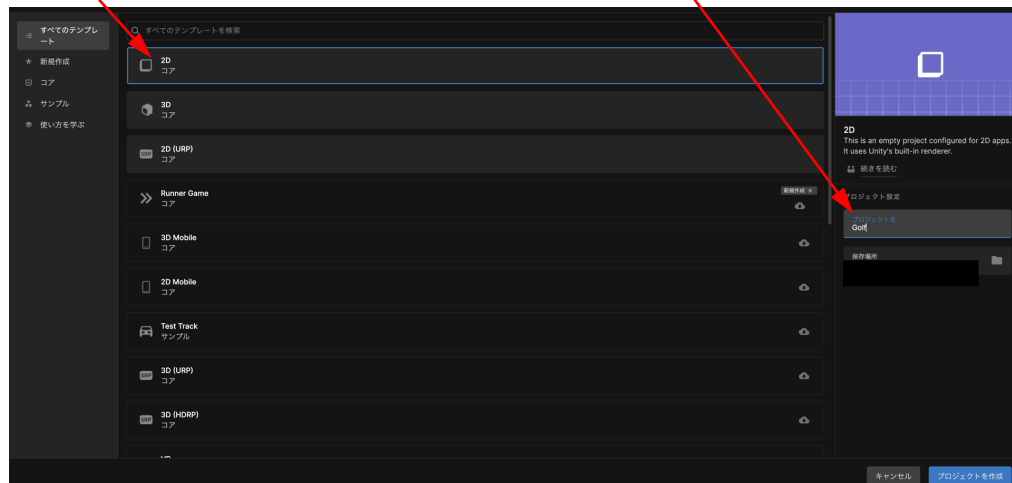 すべてのテンプレ
ート
新規作成
コア
サンプル
使い方を学ぶ
すべてのテンプレートを検索
2D
コア
3D
コア
SRP
2D (URP)
コア
Runner Game
コア
新規作成 ★
3D Mobile
コア
2D Mobile
コア
Test Track
サンプル
SRP
3D (URP)
コア
SRP
3D (HDRP)
コア
2D
This is an empty project configured for 2D apps.
It uses Unity's built-in renderer.
続きを読む
プロジェクト設定
プロジェクト名
Golf
保存場所
キャンセル
プロジェクトを作成